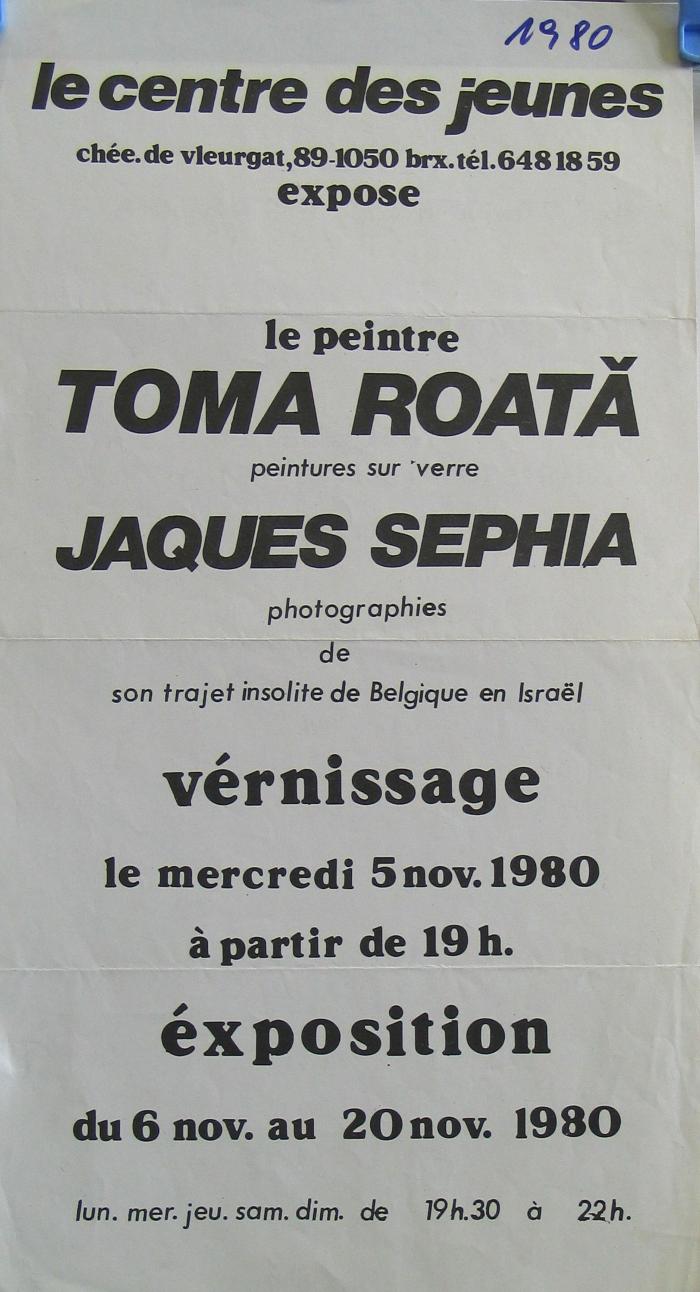 1980
le centre des jeunes
chée. de vleurgat, 89-1050 brx. tél. 648 18 59
expose
le peintre
TOMA ROATĂ
peintures sur verre
JAQUES SEPHIA
photographies
de
son trajet insolite de Belgique en Israël
vérnissage
le mercredi 5 nov. 1980
à partir de 19 h.
éxposition
du 6 nov. au 20 nov. 1980
lun. mer. jeu. sam. dim. de 19h.30 à 22h.